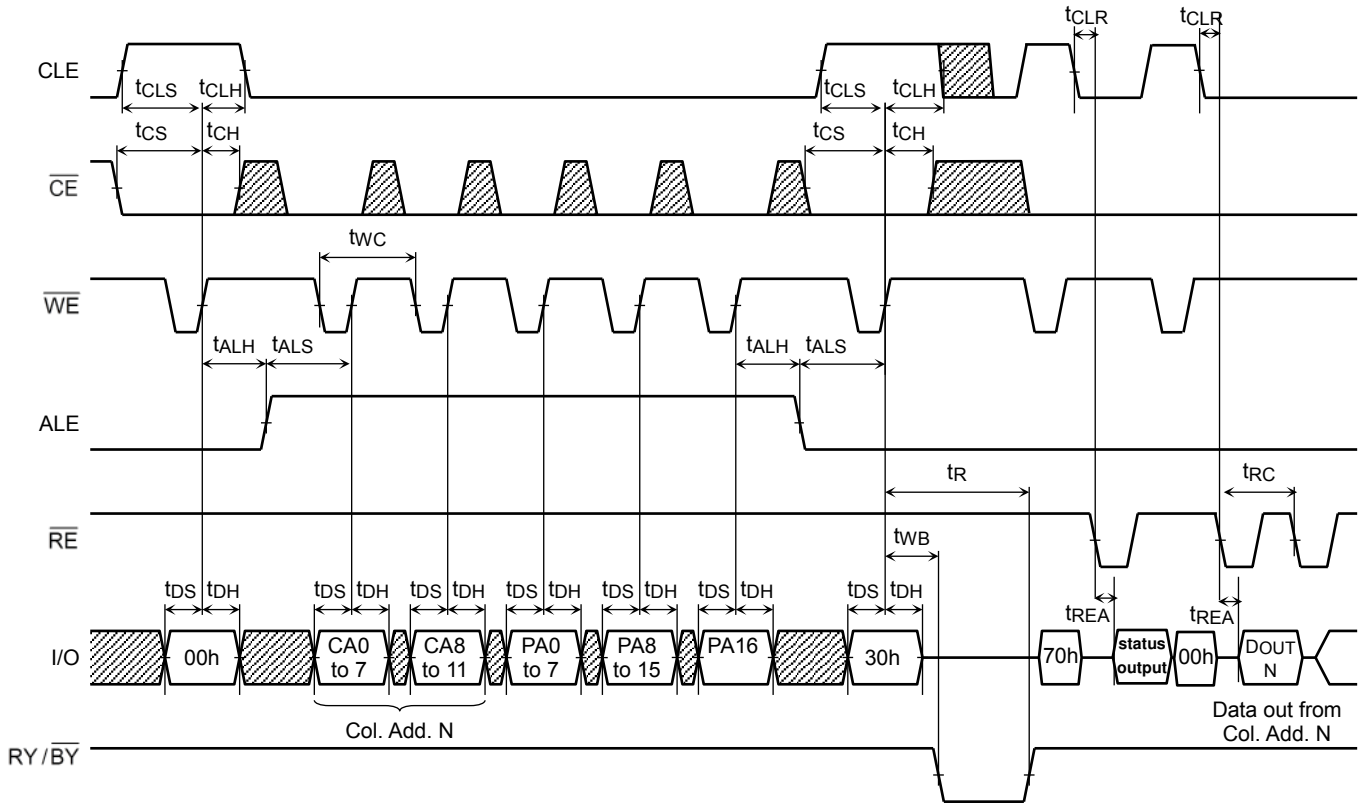 tCLR tCLR
CLE
tCLS tCLH tCLS tCLH
tCS tCH tCS tCH
CE
tWC
WE
tALH tALS tALH tALS
ALE
tR tRC
RE
tWB
tDS tDH tDS tDH tDS tDH tDS tDH tDS tDH tDS tDH tDS tDH
tREA tREA
I/O 00h CA0 to 7 CA8 to 11 PA0 to 7 PA8 to 15 PA16 30h 70h status output 00h DOUT N
Col. Add. N
Data out from
Col. Add. N
RY/BY